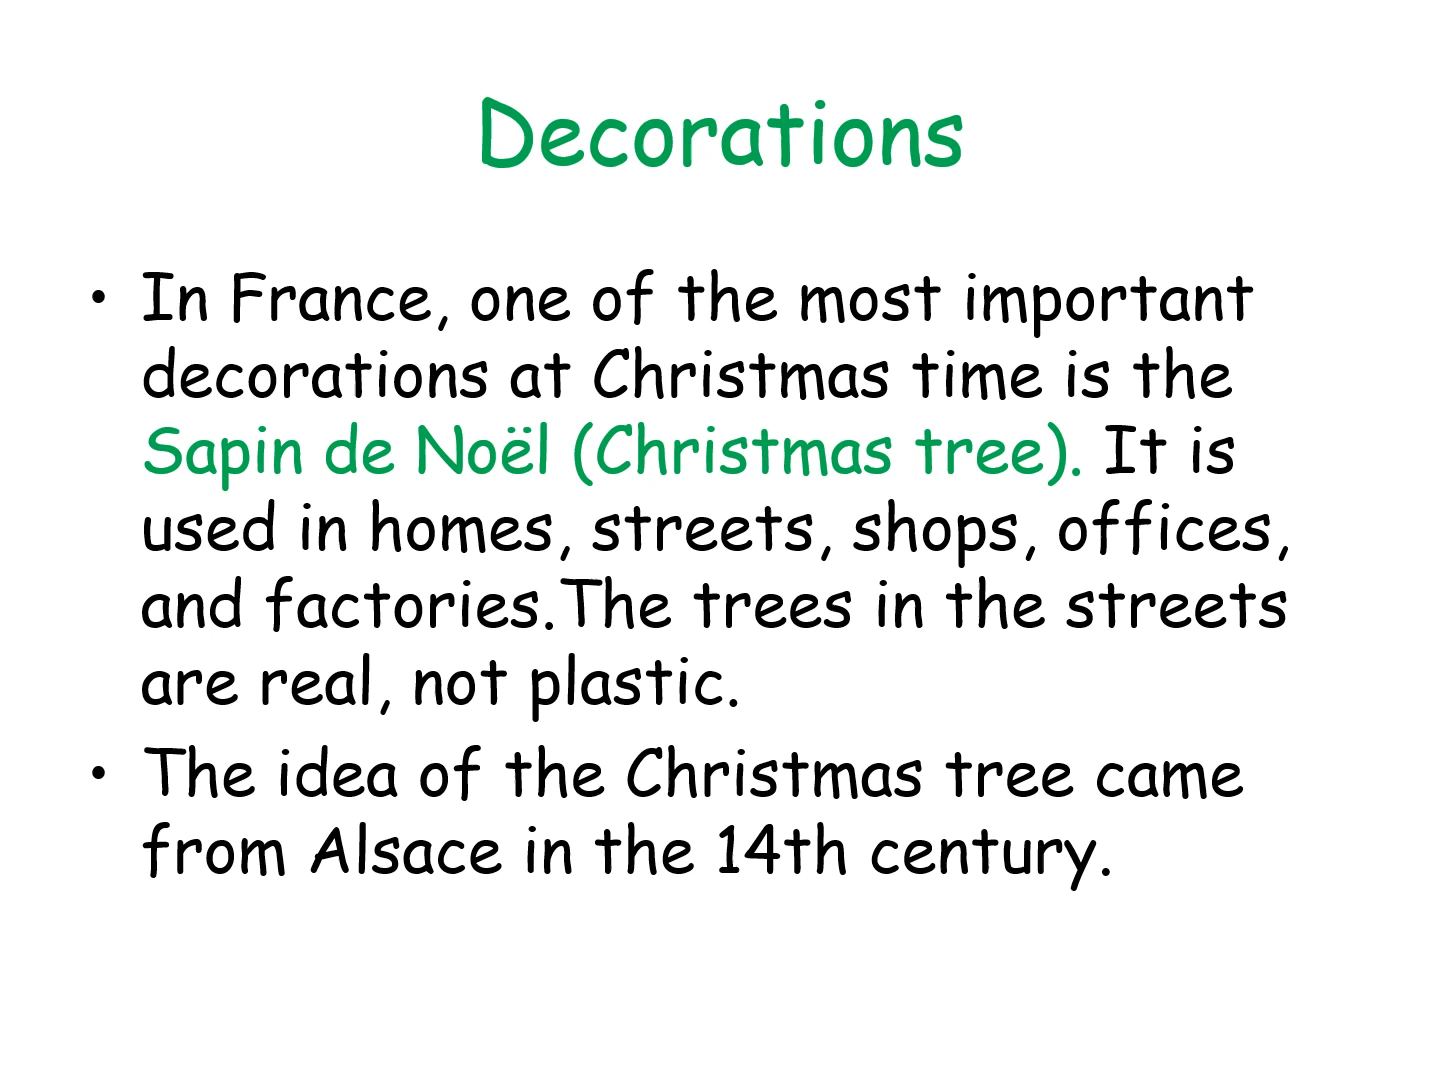 Decorations
• In France, one of the most important
decorations at Christmas time is the
Sapin de Noël (Christmas tree). It is
used in homes, streets, shops, offices,
and factories.The trees in the streets
are real, not plastic.
• The idea of the Christmas tree came
from Alsace in the 14th century.